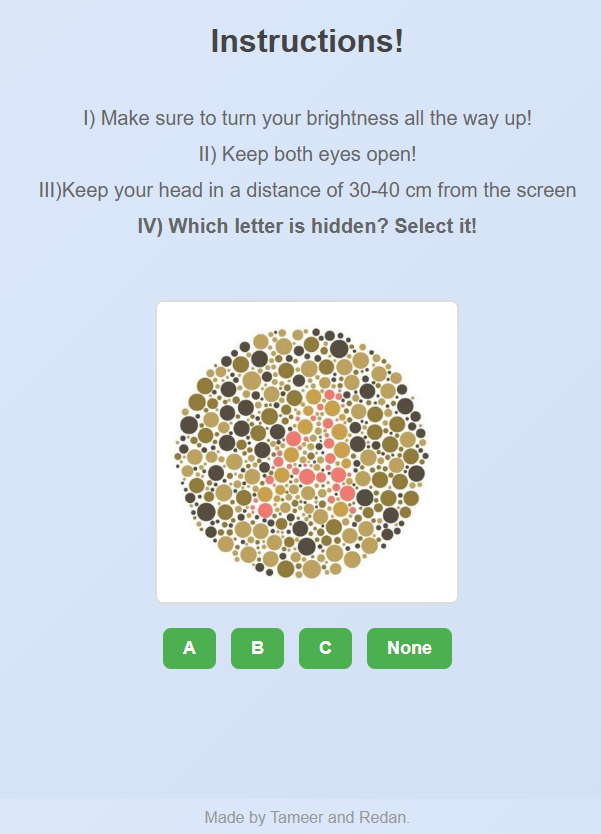 Instructions!
I) Make sure to turn your brightness all the way up!
II) Keep both eyes open!
III)Keep your head in a distance of 30-40 cm from the screen
IV) Which letter is hidden? Select it!
A
A B C None
Made by Tameer and Redan.